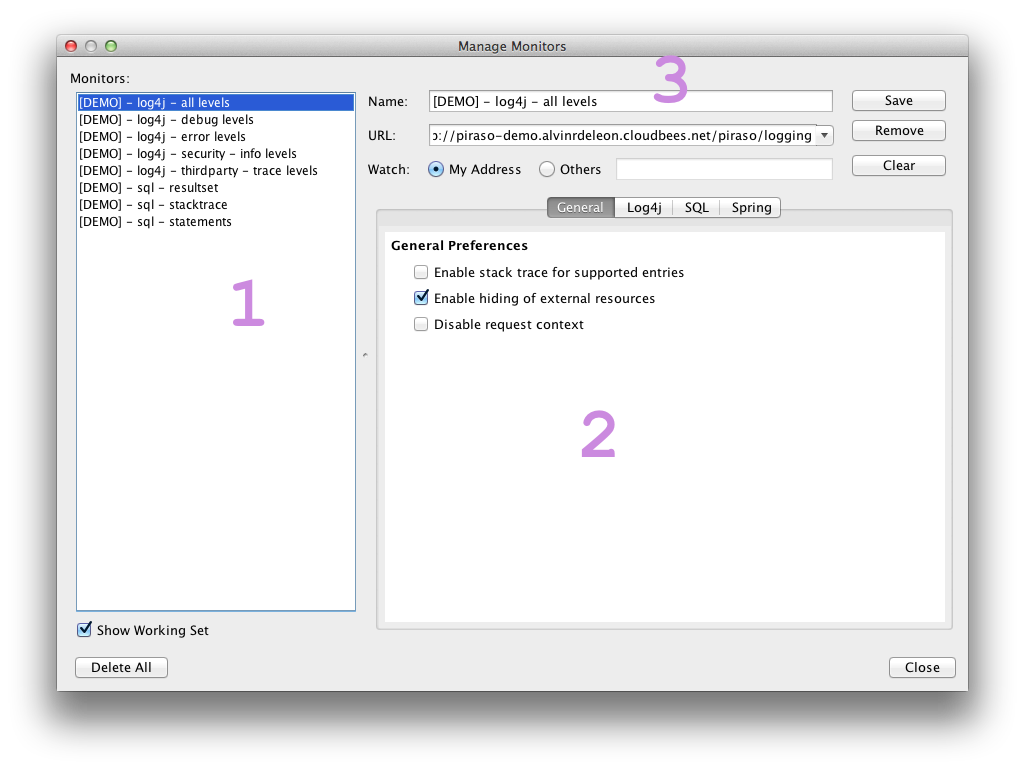 Manage Monitors
Monitors:
[DEMO] - log4j - all levels
[DEMO] - log4j - debug levels
[DEMO] - log4j - error levels
[DEMO] - log4j - security - info levels
[DEMO] - log4j - thirdparty - trace levels
[DEMO] - sql - resultset
[DEMO] - sql - stacktrace
[DEMO] - sql - statements
1
Show Working Set
Delete All
3
Name: [DEMO] - log4j - all levels Save
URL: ://piraso-demo.alvinrdeleon.cloudbees.net/piraso/logging Remove
Watch: My Address Others Clear
General Log4j SQL Spring
General Preferences
Enable stack trace for supported entries
Enable hiding of external resources
Disable request context
2
Close